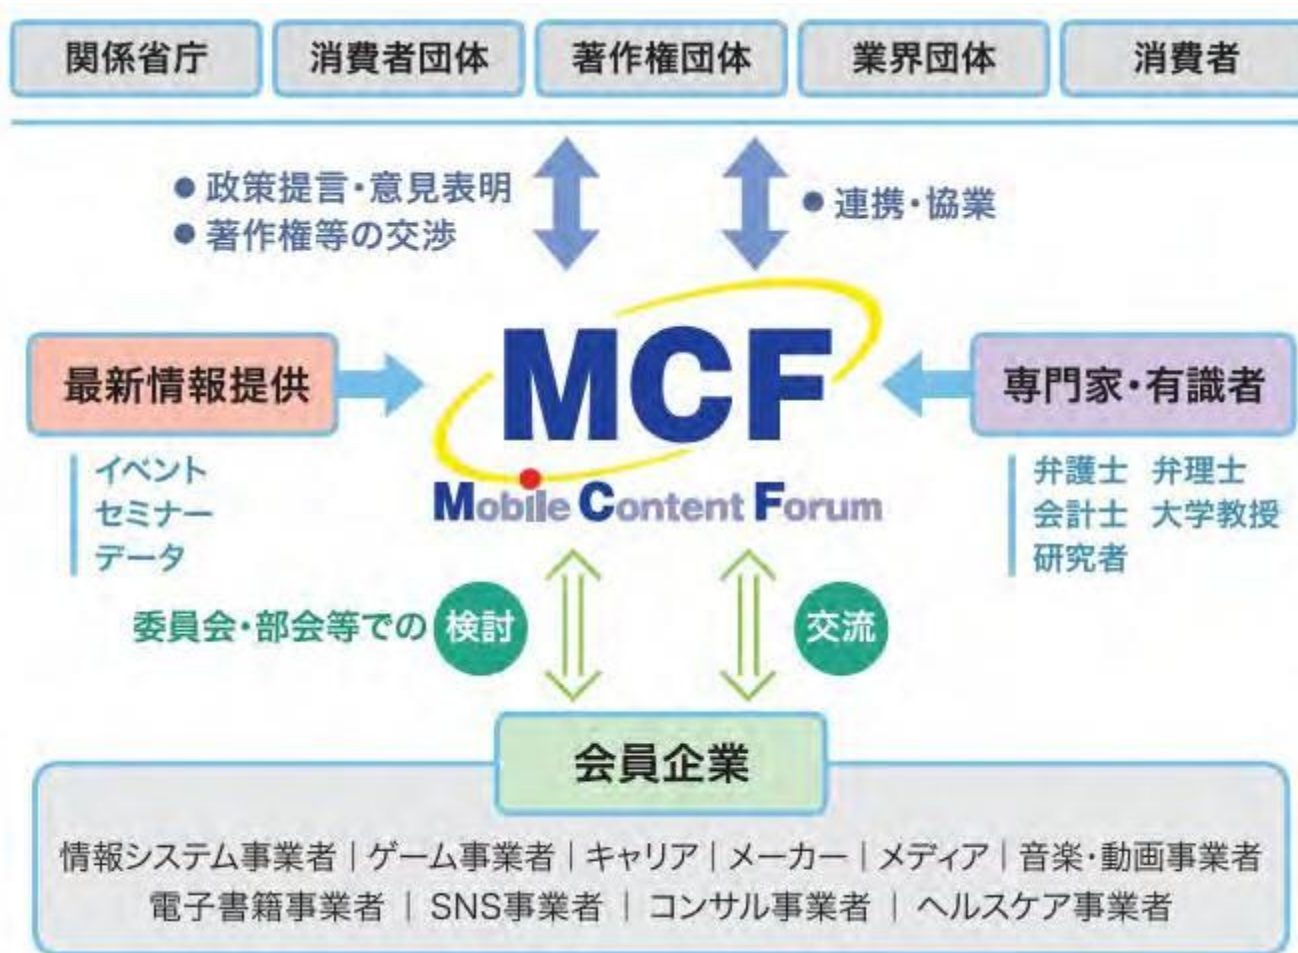 関係省庁 消費者団体 著作権団体 業界団体 消費者
● 政策提言・意見表明
● 著作権等の交渉
● 連携・協業
MCF
Mobile Content Forum
最新情報提供
イベント
セミナー
データ
専門家・有識者
弁護士 弁理士
会計士 大学教授
研究者
委員会・部会等での 検討
交流
会員企業
情報システム事業者 | ゲーム事業者 | キャリア | メーカー | メディア | 音楽・動画事業者
電子書籍事業者 | SNS事業者 | コンサル事業者 | ヘルスケア事業者